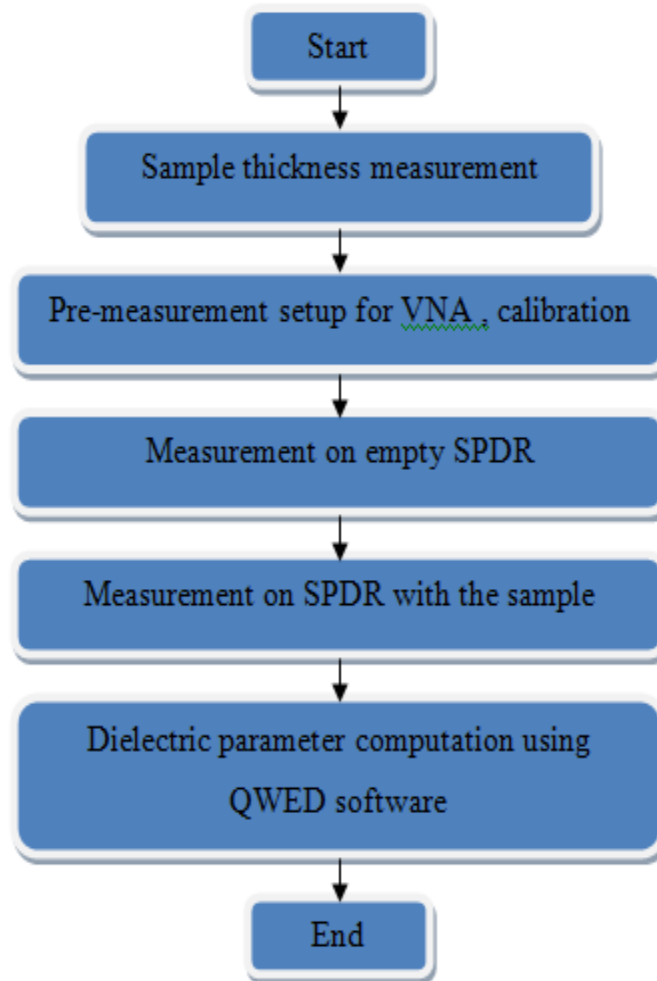 Start
Sample thickness measurement
Pre-measurement setup for VNA , calibration
Measurement on empty SPDR
Measurement on SPDR with the sample
Dielectric parameter computation using
QWED software
End